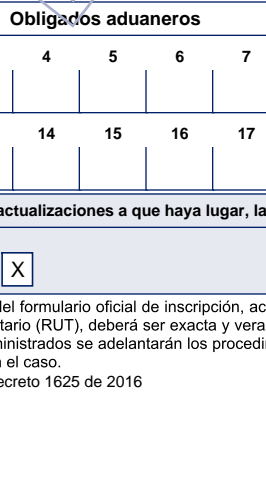 Obligados aduaneros
4 5 6 7
14 15 16 17
actualizaciones a que haya lugar, la
X
del formulario oficial de inscripción, ac
tario (RUT), deberá ser exacta y vera
ministrados se adelantarán los procedi
el caso.
ecreto 1625 de 2016